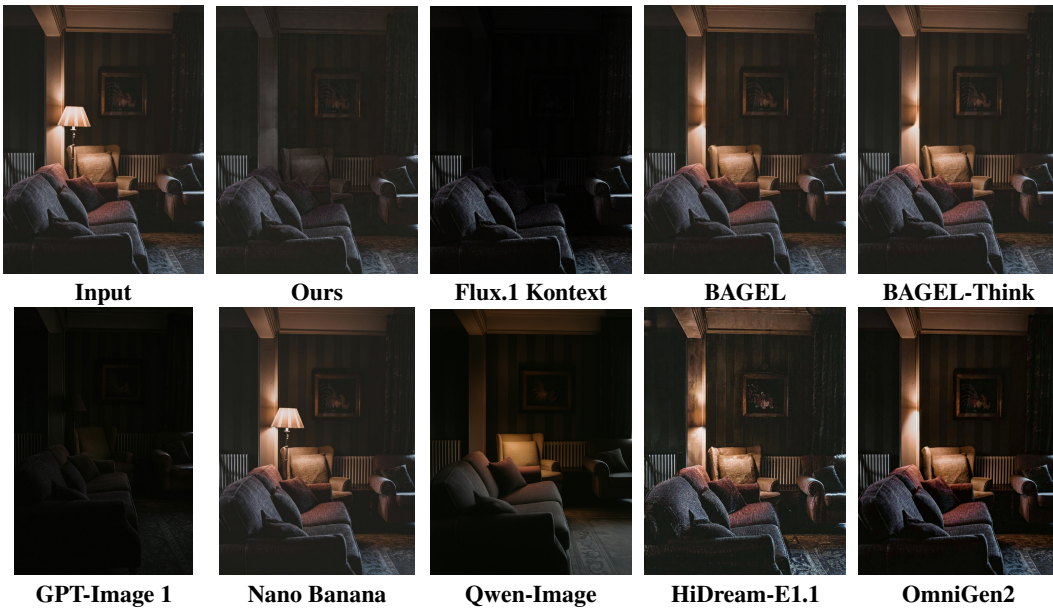 Input Ours Flux.1 Kontext BAGEL BAGEL-Think
GPT-Image 1 Nano Banana Qwen-Image HiDream-E1.1 OmniGen2